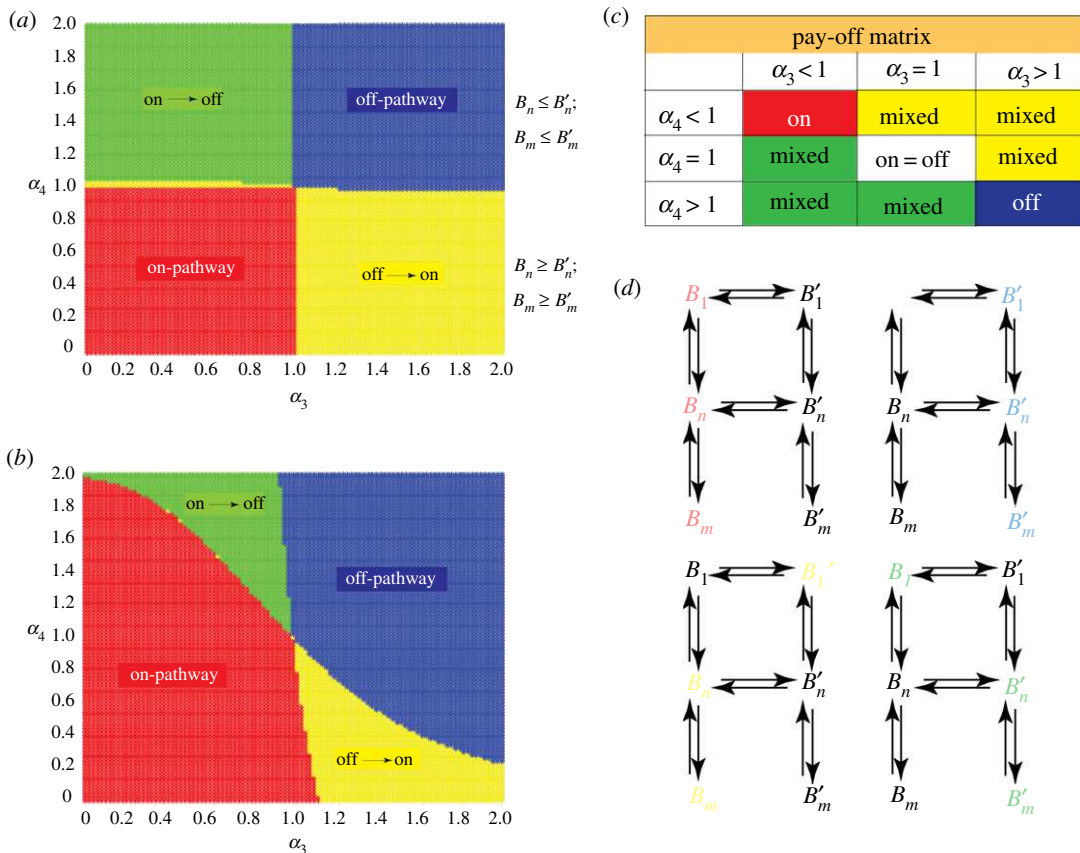 (a)
2.0
1.8
1.6
1.4
1.2
α4 1.0
0.8
0.6
0.4
0.2
0
on → off
off-pathway
on-pathway
off → on
0 0.2 0.4 0.6 0.8 1.0 1.2 1.4 1.6 1.8 2.0
α3
Bn ≤ B′n;
Bm ≤ B′m
Bn ≥ B′n;
Bm ≥ B′m
(b)
2.0
1.8
1.6
1.4
1.2
α4 1.0
0.8
0.6
0.4
0.2
0
on → off
off-pathway
on-pathway
off → on
0 0.2 0.4 0.6 0.8 1.0 1.2 1.4 1.6 1.8 2.0
α3
(c)
pay-off matrix
α3 < 1 α3 = 1 α3 > 1
α4 < 1 on mixed mixed
α4 = 1 mixed on = off mixed
α4 > 1 mixed mixed off
(d)
B1 B′1 B′1
Bn B′n Bn B′n
Bm B′m Bm B′m
B1 B1′ B1 B′1
Bn B′n Bn B′n
Bm B′m Bm B′m